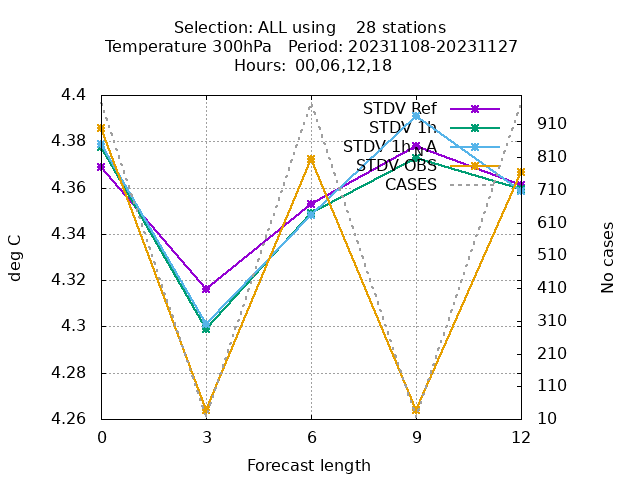 Selection: ALL using    28 stations
Temperature 300hPa   Period: 20231108-20231127
Hours:  00,06,12,18
4.4
4.38
4.36
4.34
4.32
4.3
4.28
4.26
deg C
STDV Ref
STDV 1h
STDV 1h_A
STDV OBS
CASES
910
810
710
610
510
410
310
210
110
10
No cases
0
3
6
9
12
Forecast length